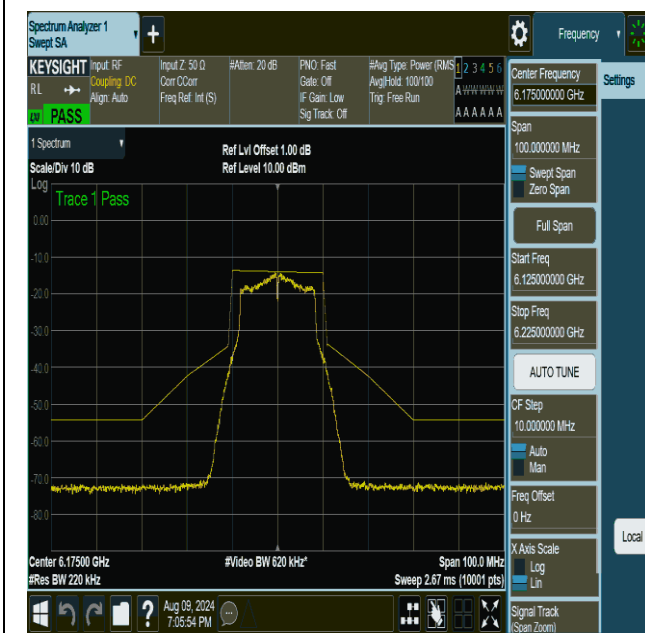 Spectrum Analyzer 1
Swept SA
Frequency
KEYSIGHT
RL
PASS
Input: RF
Coupling: DC
Align: Auto
Input Z: 50 Ω
Corr CCorr
Freq Ref: Int (S)
#Atten: 20 dB
PNO: Fast
Gate: Off
IF Gain: Low
Sig Track: Off
#Avg Type: Power (RMS
Avg|Hold: 100/100
Trig: Free Run
1 2 3 4 5 6
A W W W W W
A A A A A A
1 Spectrum
Scale/Div 10 dB
Ref Lvl Offset 1.00 dB
Ref Level 10.00 dBm
Log
Trace 1 Pass
0.00
-10.0
-20.0
-30.0
-40.0
-50.0
-60.0
-70.0
-80.0
Center 6.17500 GHz
#Res BW 220 kHz
#Video BW 620 kHz*
Span 100.0 MHz
Sweep 2.67 ms (10001 pts)
Aug 09, 2024
7:05:54 PM
?
Center Frequency
6.175000000 GHz
Settings
Span
100.000000 MHz
Swept Span
Zero Span
Full Span
Start Freq
6.125000000 GHz
Stop Freq
6.225000000 GHz
AUTO TUNE
CF Step
10.000000 MHz
Auto
Man
Freq Offset
0 Hz
Local
X Axis Scale
Log
Lin
Signal Track
(Span Zoom)